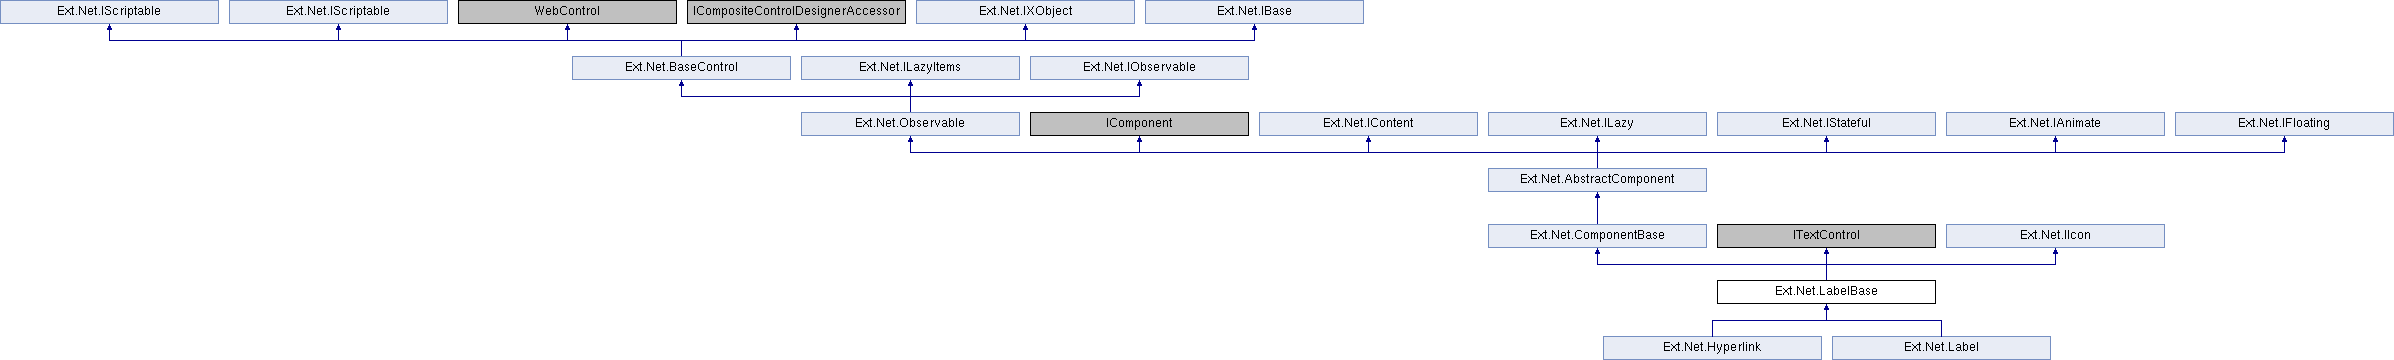 Ext.Net.IScriptable
Ext.Net.IScriptable
WebControl
ICompositeControlDesignerAccessor
Ext.Net.IXObject
Ext.Net.IBase
Ext.Net.BaseControl
Ext.Net.ILazyItems
Ext.Net.IObservable
Ext.Net.Observable
IComponent
Ext.Net.IContent
Ext.Net.ILazy
Ext.Net.IStateful
Ext.Net.IAnimate
Ext.Net.IFloating
Ext.Net.AbstractComponent
Ext.Net.ComponentBase
ITextControl
Ext.Net.IIcon
Ext.Net.LabelBase
Ext.Net.Hyperlink
Ext.Net.Label